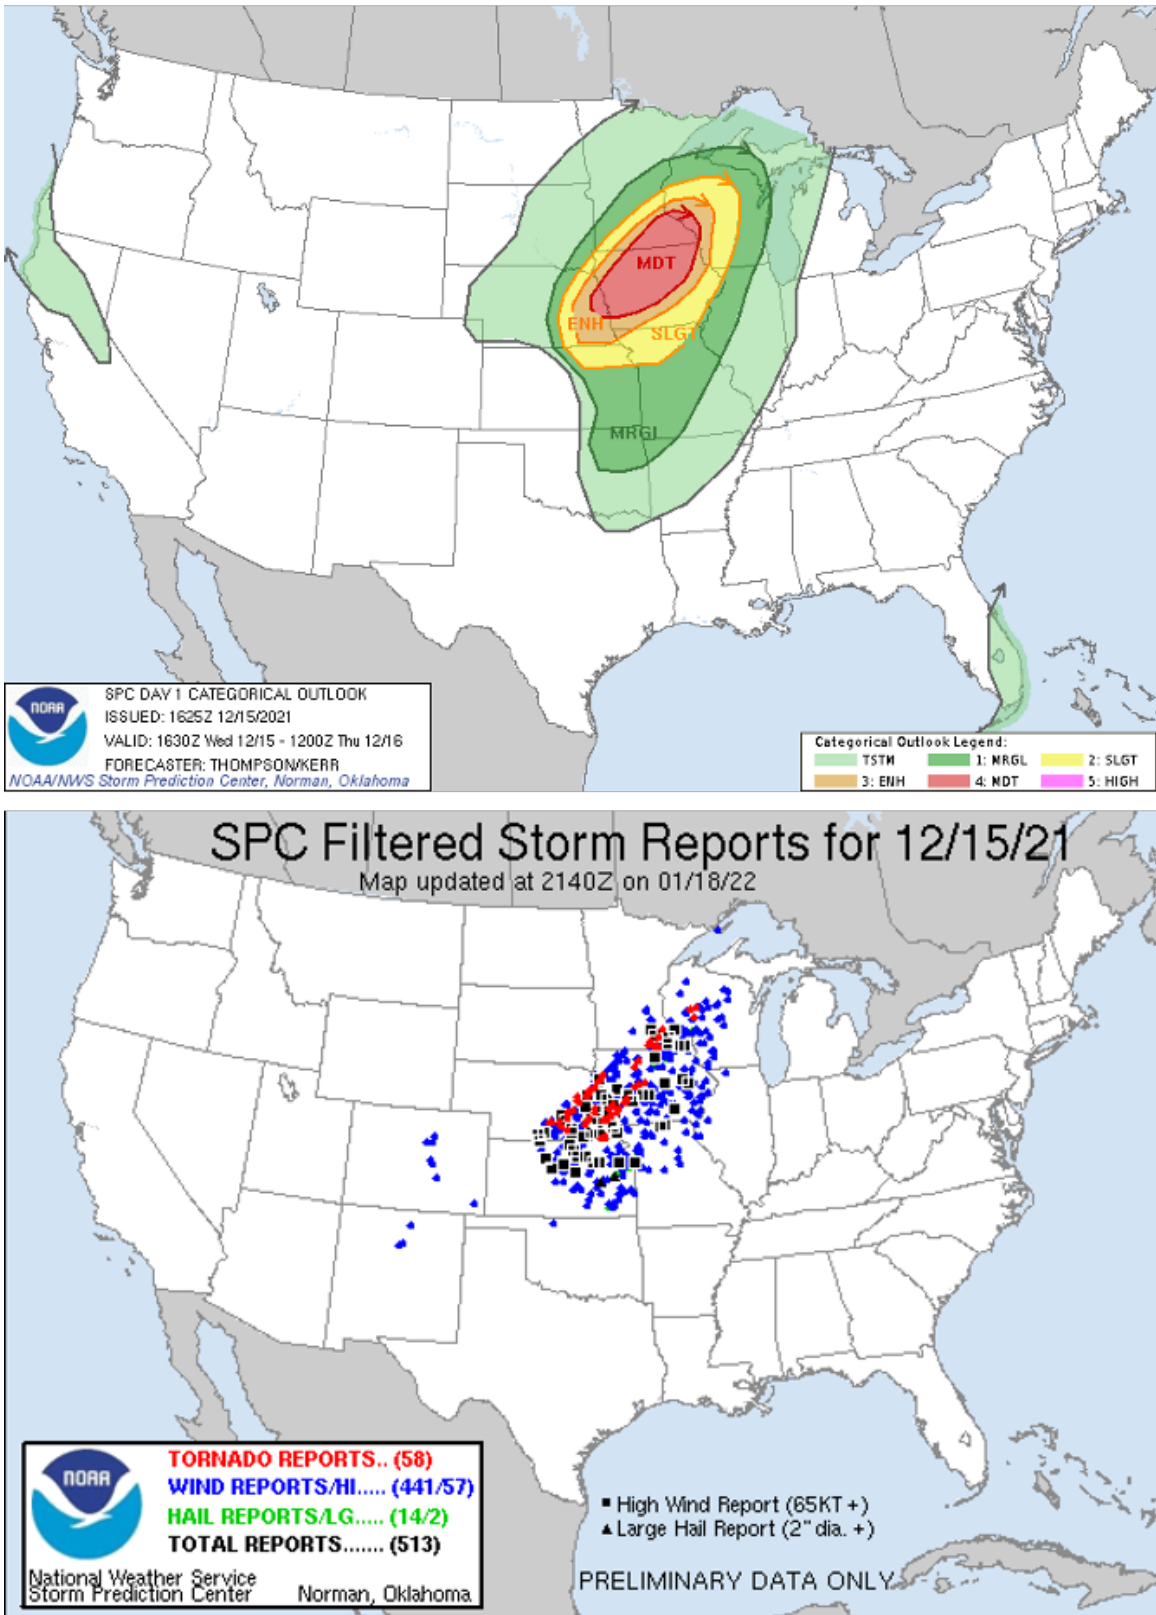 MDT
ENH
SLGT
MRGL
NOAA
SPC DAY 1 CATEGORICAL OUTLOOK
ISSUED: 1625Z 12/15/2021
VALID: 1630Z Wed 12/15 - 1200Z Thu 12/16
FORECASTER: THOMPSON/KERR
NOAA/NWS Storm Prediction Center, Norman, Oklahoma
Categorical Outlook Legend:
TSTM 1: MRGL 2: SLGT
3: ENH 4: MDT 5: HIGH
SPC Filtered Storm Reports for 12/15/21
Map updated at 2140Z on 01/18/22
NOAA
TORNADO REPORTS.. (58)
WIND REPORTS/HI..... (441/57)
HAIL REPORTS/LG..... (14/2)
TOTAL REPORTS....... (513)
National Weather Service
Storm Prediction Center Norman, Oklahoma
High Wind Report (65KT +)
Large Hail Report (2" dia. +)
PRELIMINARY DATA ONLY